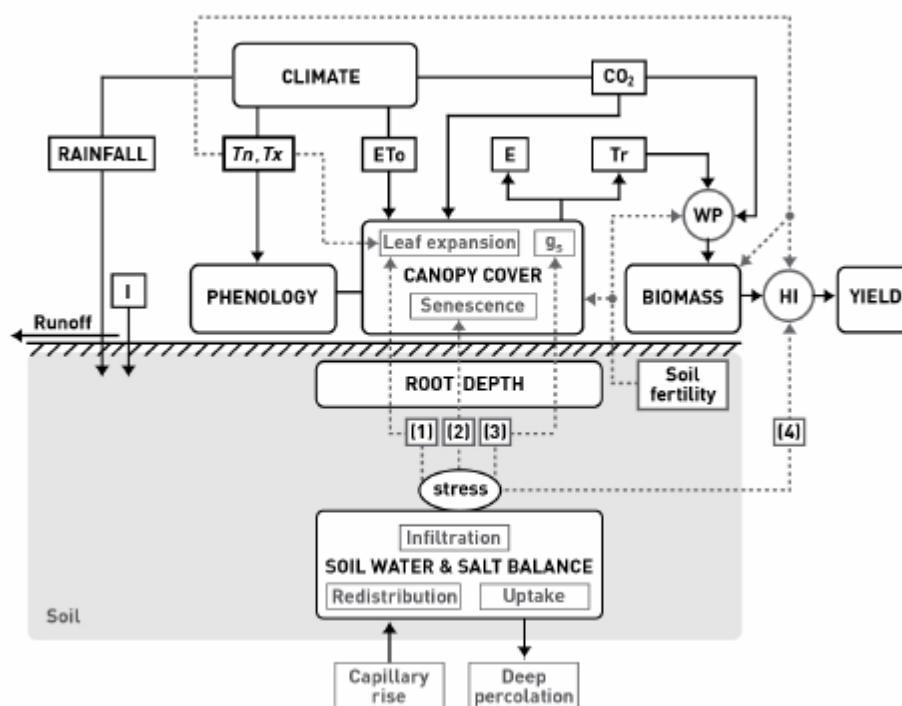 CLIMATE
CO₂
RAINFALL
Tn, Tx
ETo
E
Tr
WP
Leaf expansion
gs
CANOPY COVER
Senescence
PHENOLOGY
I
BIOMASS
HI
YIELD
Runoff
ROOT DEPTH
Soil
fertility
(1)
(2)
(3)
(4)
stress
Infiltration
SOIL WATER & SALT BALANCE
Redistribution
Uptake
Soil
Capillary
rise
Deep
percolation